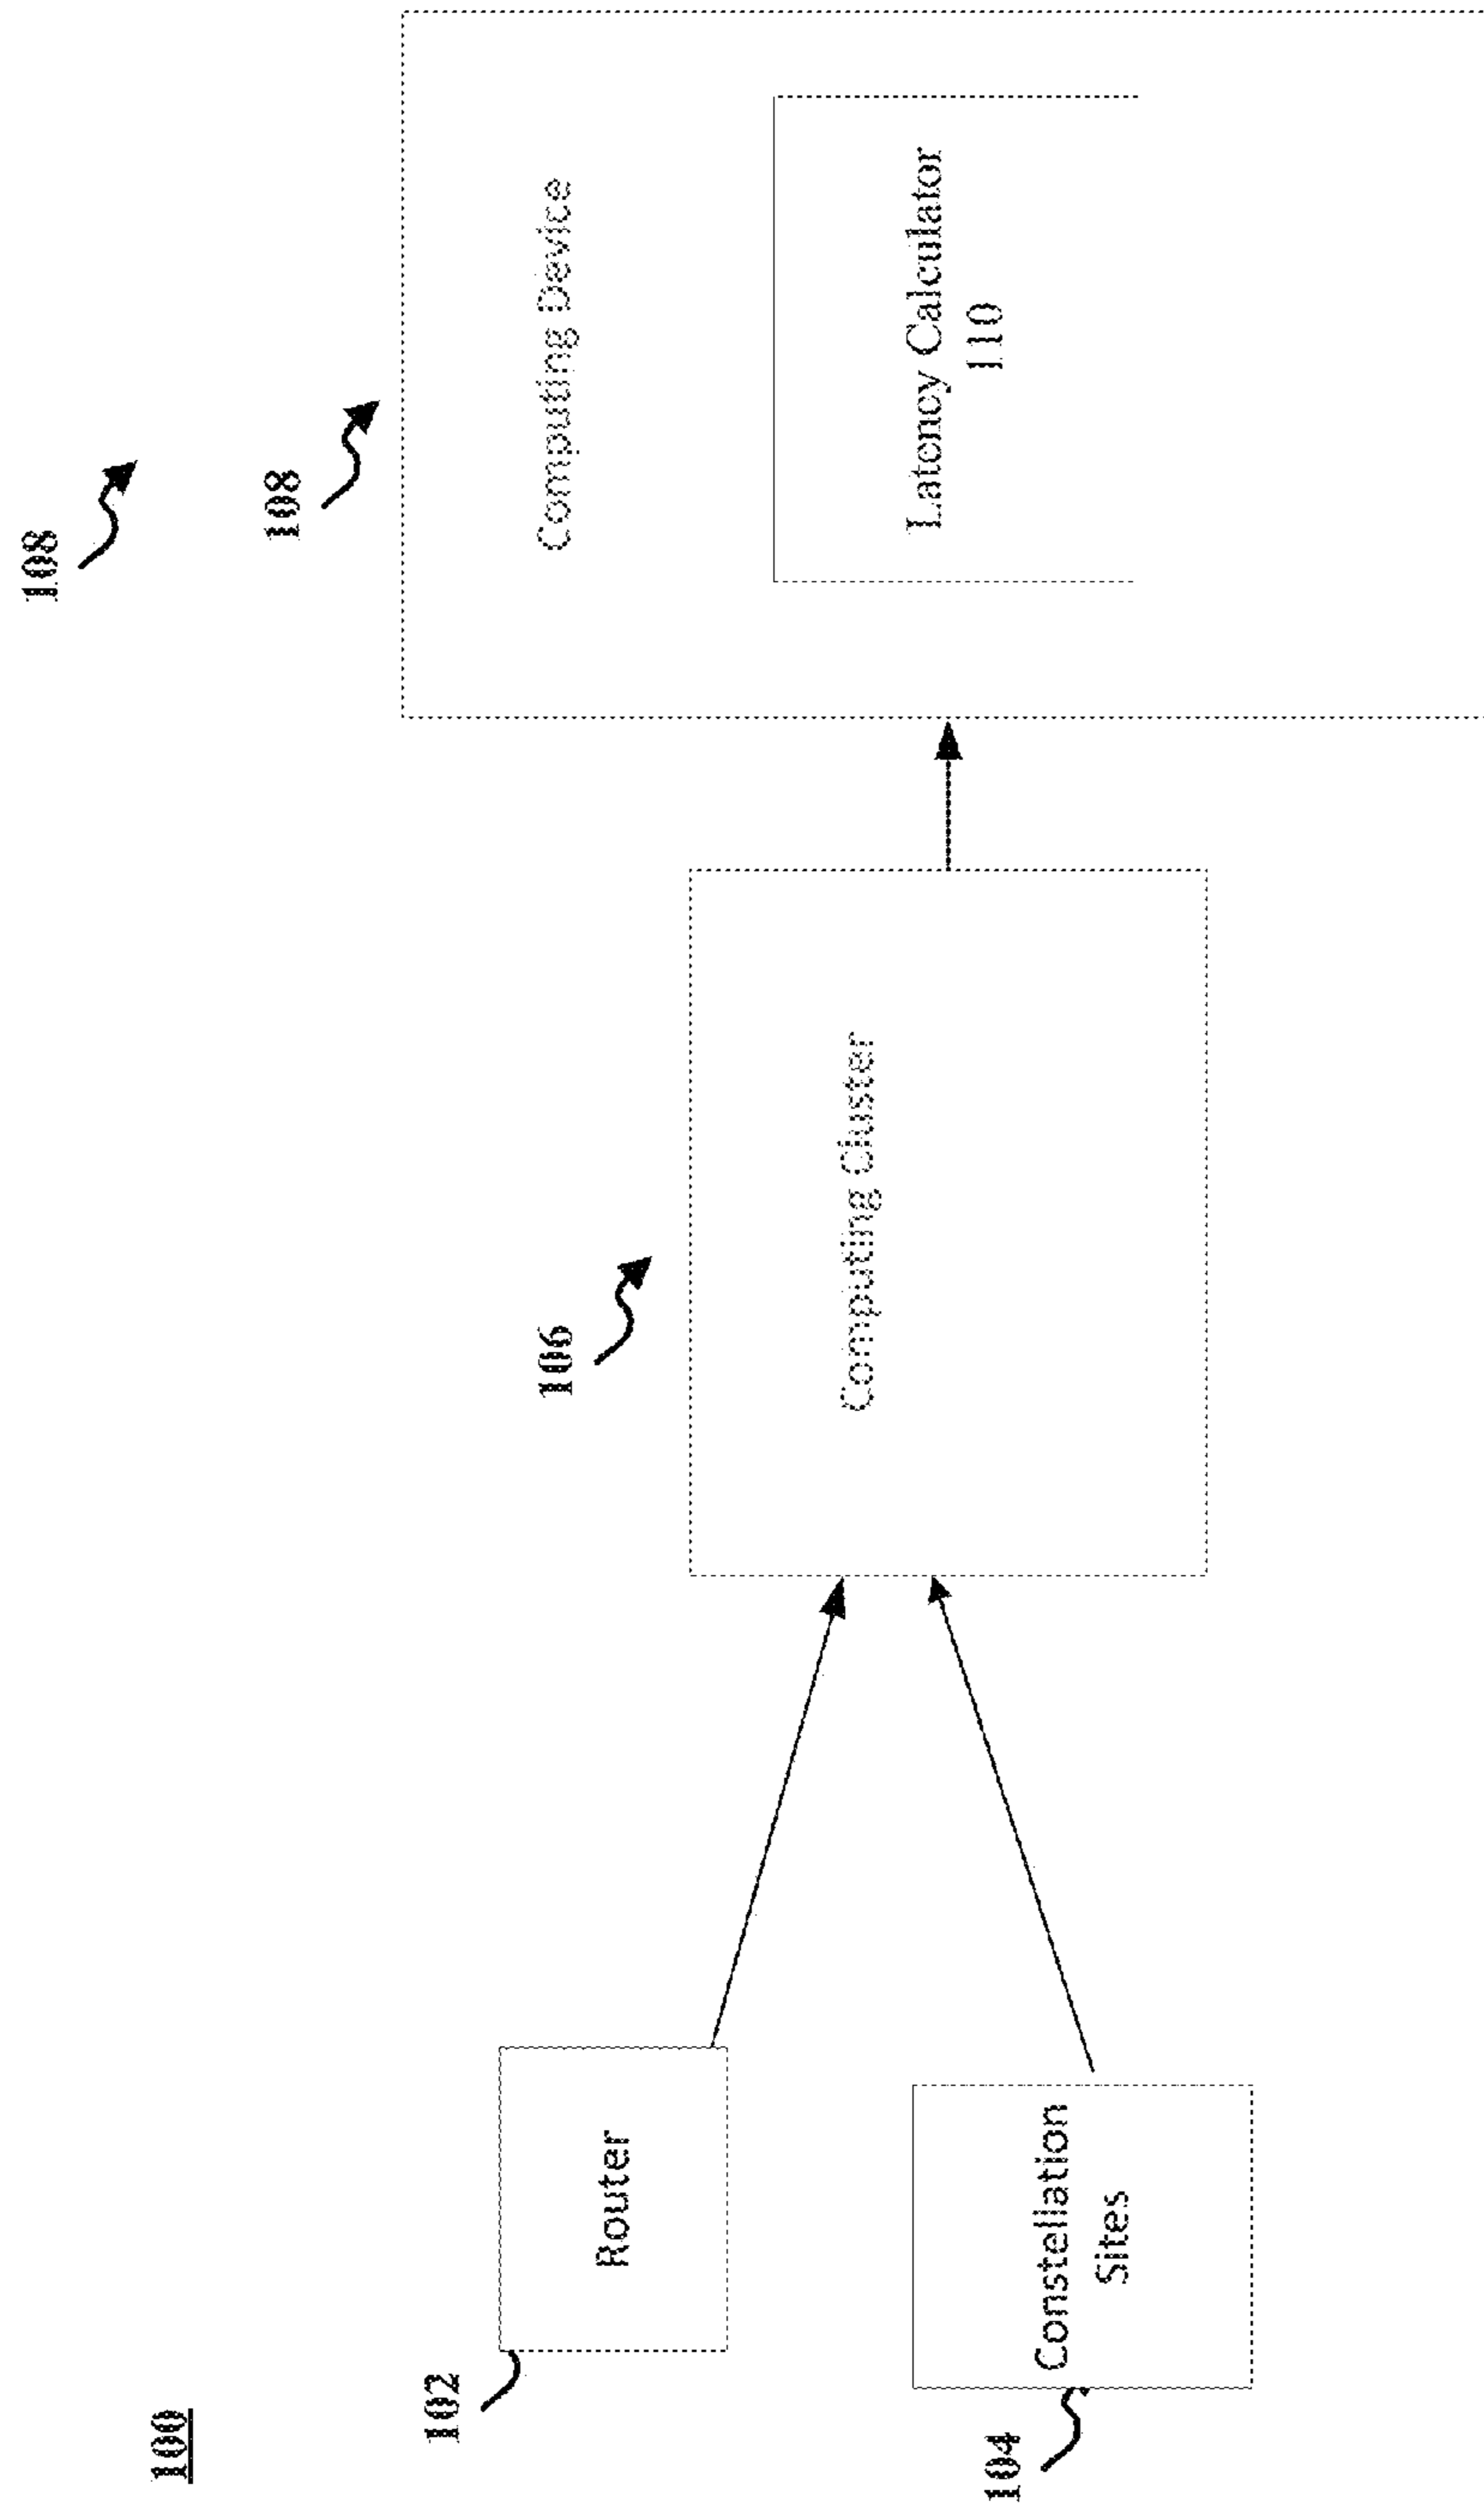 100
102
Router
104
Constellation
Sites
106
Computing Cluster
108
108
Computing Device
Latency Calculator
110